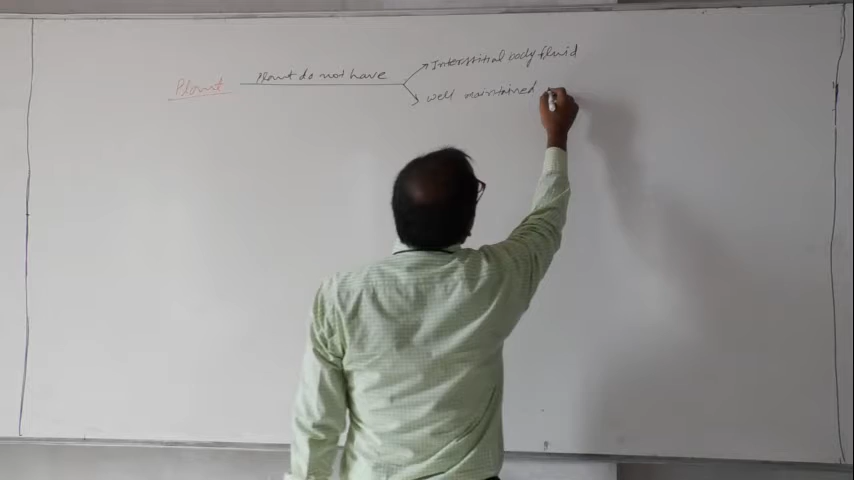 Plant Plant do not have Interstitial body fluid
well maintained